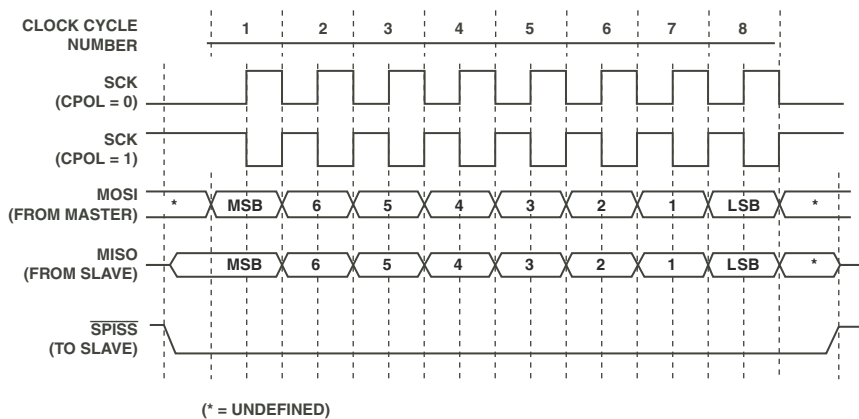 CLOCK CYCLE
NUMBER
1 2 3 4 5 6 7 8
SCK
(CPOL = 0)
SCK
(CPOL = 1)
MOSI
(FROM MASTER)
* MSB 6 5 4 3 2 1 LSB *
MISO
(FROM SLAVE)
MSB 6 5 4 3 2 1 LSB *
SPISS
(TO SLAVE)
(* = UNDEFINED)